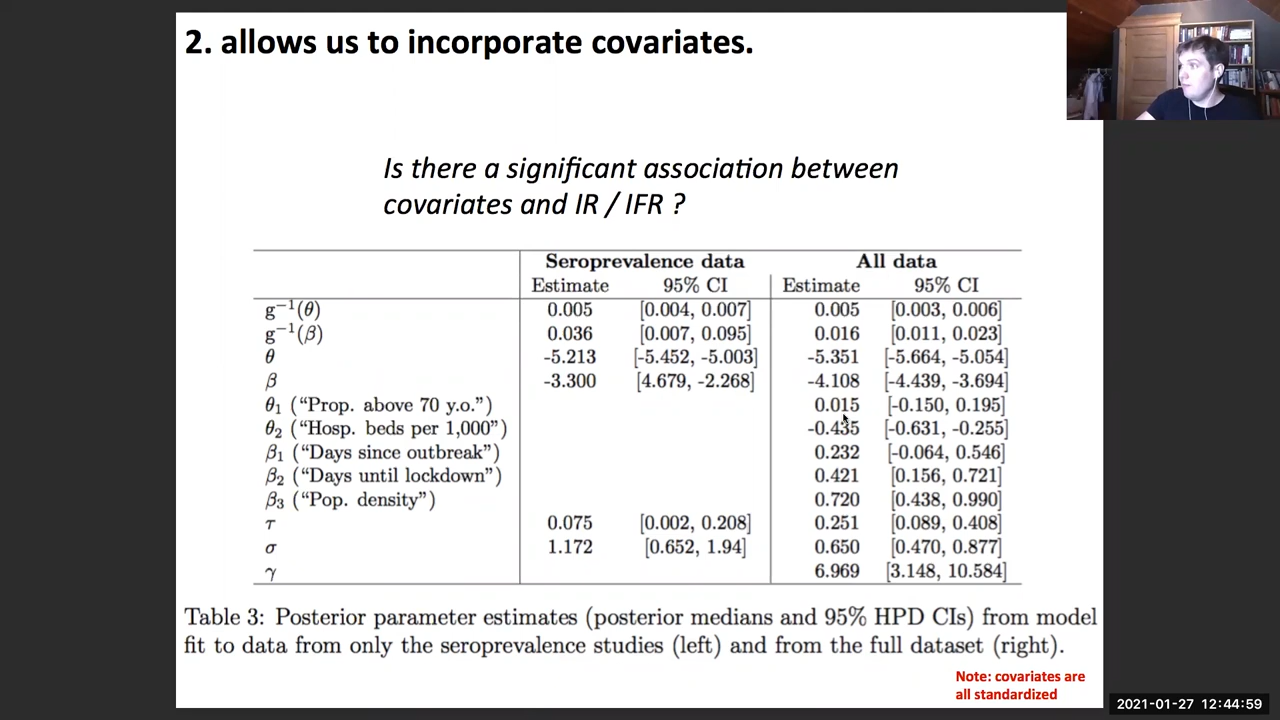 2. allows us to incorporate covariates.
Is there a significant association between
covariates and IR / IFR ?
Seroprevalence data All data
Estimate 95% CI Estimate 95% CI
g⁻¹(θ) 0.005 [0.004, 0.007] 0.005 [0.003, 0.006]
g⁻¹(β) 0.036 [0.007, 0.095] 0.016 [0.011, 0.023]
θ -5.213 [-5.452, -5.003] -5.351 [-5.664, -5.054]
β -3.300 [4.679, -2.268] -4.108 [-4.439, -3.694]
θ₁ (“Prop. above 70 y.o.”) 0.015 [-0.150, 0.195]
θ₂ (“Hosp. beds per 1,000”) -0.435 [-0.631, -0.255]
β₁ (“Days since outbreak”) 0.232 [-0.064, 0.546]
β₂ (“Days until lockdown”) 0.421 [0.156, 0.721]
β₃ (“Pop. density”) 0.720 [0.438, 0.990]
τ 0.075 [0.002, 0.208] 0.251 [0.089, 0.408]
σ 1.172 [0.652, 1.94] 0.650 [0.470, 0.877]
γ 6.969 [3.148, 10.584]
Table 3: Posterior parameter estimates (posterior medians and 95% HPD CIs) from model
fit to data from only the seroprevalence studies (left) and from the full dataset (right).
Note: covariates are
all standardized
2021-01-27 12:44:59